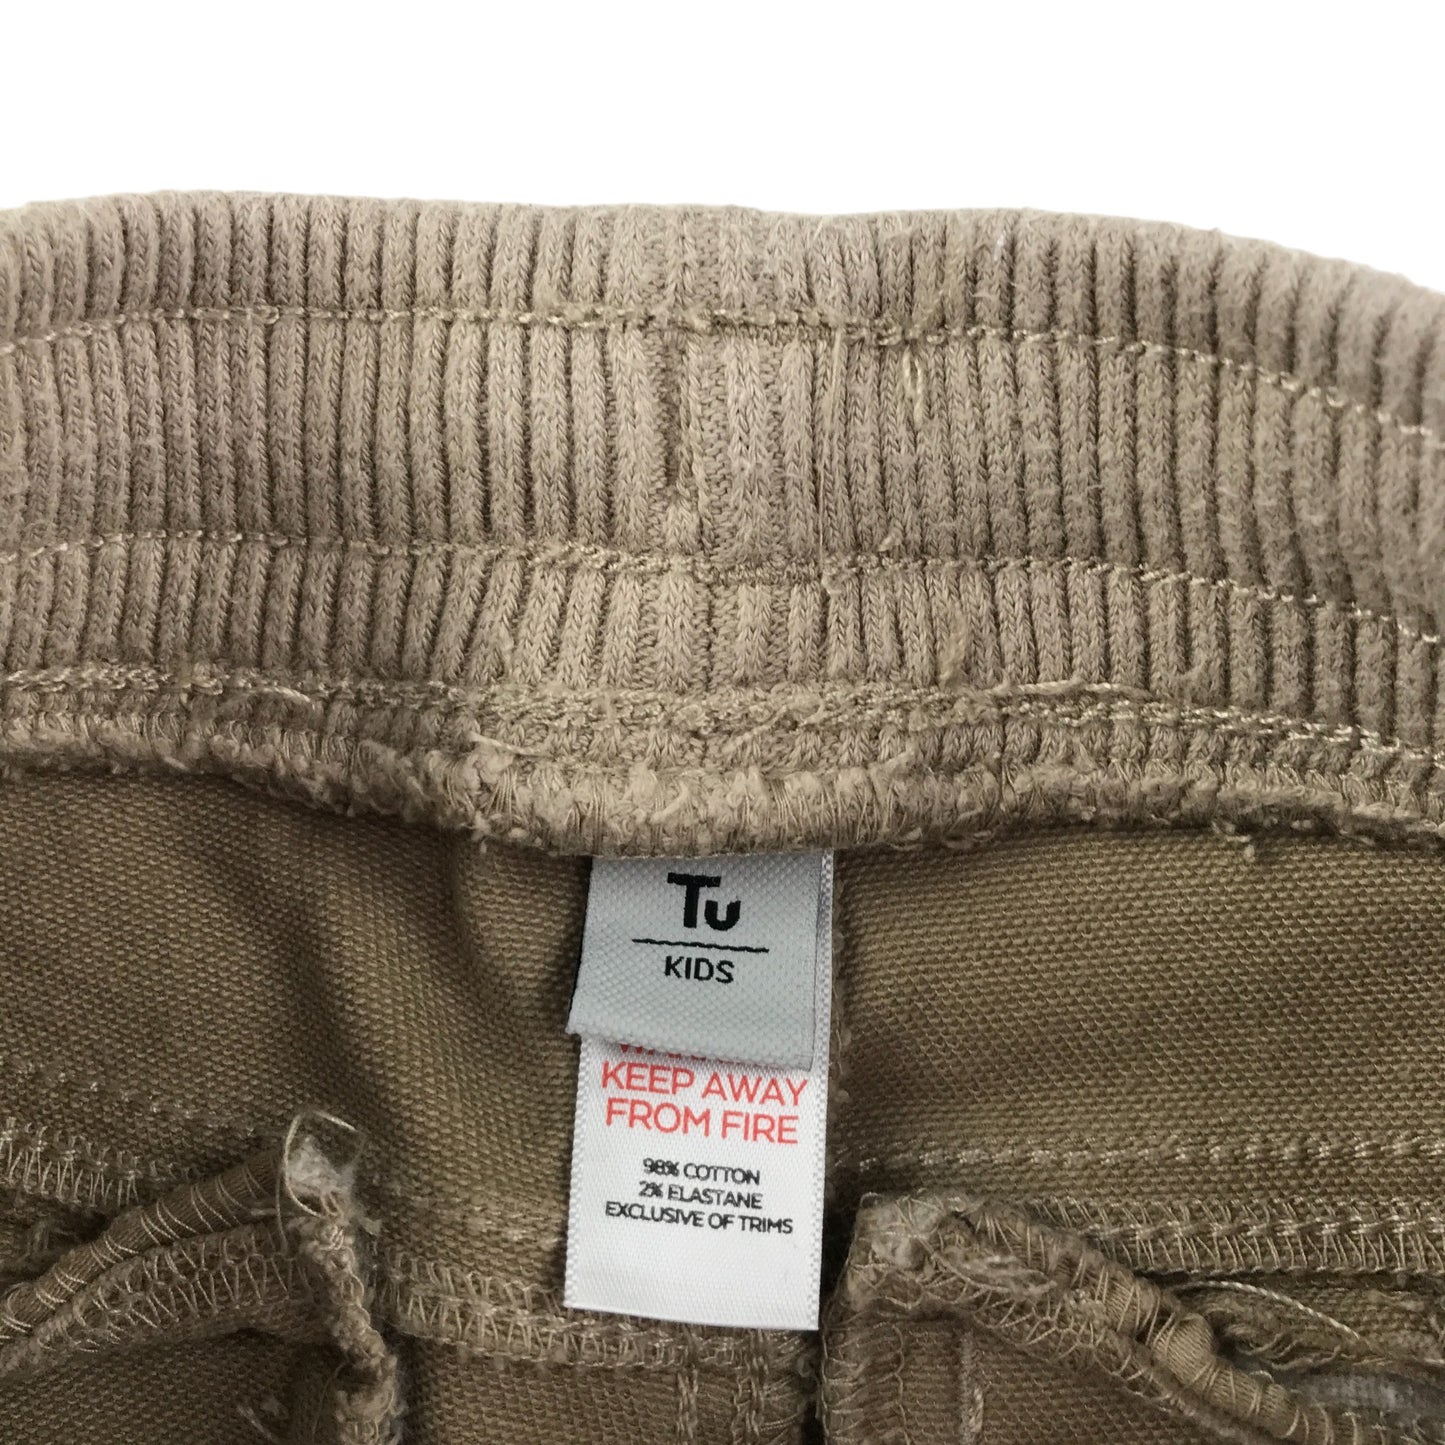 Tu
KIDS
KEEP AWAY
FROM FIRE
98% COTTON
2% ELASTANE
EXCLUSIVE OF TRIMS